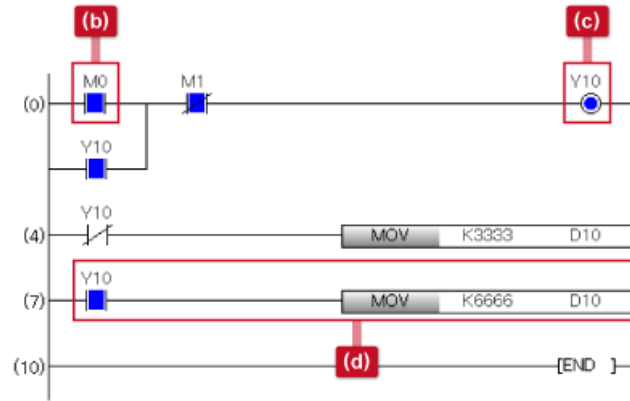 (b) (c)
M0 M1 Y10
(0)
Y10
Y10
(4) MOV K3333 D10
Y10
(7) MOV K6666 D10
(d)
(10) [END ]